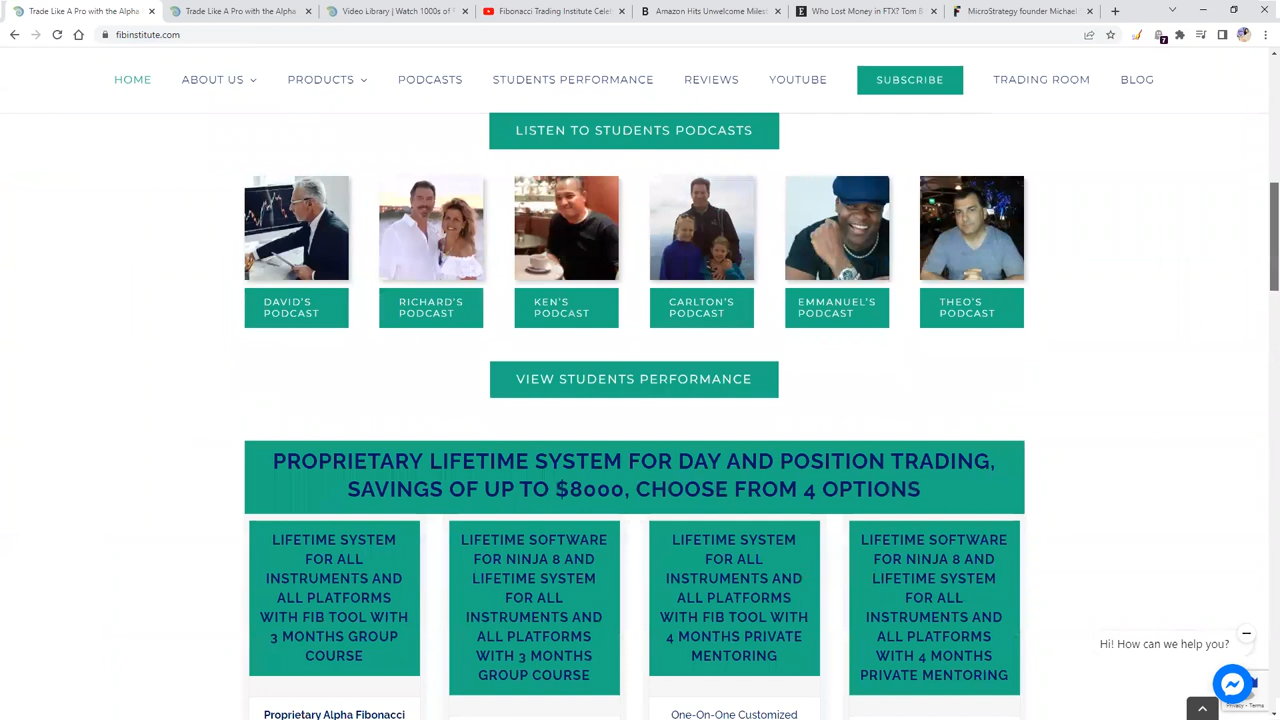 Trade Like A Pro with the Alpha
Trade Like A Pro with the Alpha
Video Library | Watch 1000s of F
Fibonacci Trading Institute Celeb
Amazon Hits Unwelcome Milest
Who Lost Money in FTX? Tom B
MicroStrategy founder Michael
fibinstitute.com
7
HOME
ABOUT US
PRODUCTS
PODCASTS
STUDENTS PERFORMANCE
REVIEWS
YOUTUBE
SUBSCRIBE
TRADING ROOM
BLOG
LISTEN TO STUDENTS PODCASTS
DAVID'S
PODCAST
RICHARD'S
PODCAST
KEN'S
PODCAST
CARLTON'S
PODCAST
EMMANUEL'S
PODCAST
THEO'S
PODCAST
VIEW STUDENTS PERFORMANCE
PROPRIETARY LIFETIME SYSTEM FOR DAY AND POSITION TRADING,
SAVINGS OF UP TO $8000, CHOOSE FROM 4 OPTIONS
LIFETIME SYSTEM
FOR ALL
INSTRUMENTS AND
ALL PLATFORMS
WITH FIB TOOL WITH
3 MONTHS GROUP
COURSE
LIFETIME SOFTWARE
FOR NINJA 8 AND
LIFETIME SYSTEM
FOR ALL
INSTRUMENTS AND
ALL PLATFORMS
WITH 3 MONTHS
GROUP COURSE
LIFETIME SYSTEM
FOR ALL
INSTRUMENTS AND
ALL PLATFORMS
WITH FIB TOOL WITH
4 MONTHS PRIVATE
MENTORING
LIFETIME SOFTWARE
FOR NINJA 8 AND
LIFETIME SYSTEM
FOR ALL
INSTRUMENTS AND
ALL PLATFORMS
WITH 4 MONTHS
PRIVATE MENTORING
Proprietary Alpha Fibonacci
One-On-One Customized
Hi! How can we help you?
Privacy - Terms